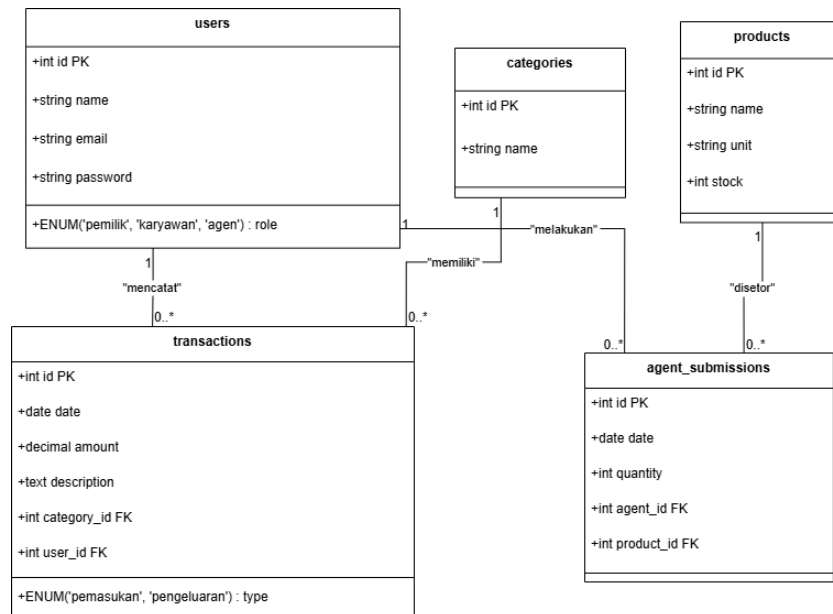 users
+int id PK
+string name
+string email
+string password
+ENUM('pemilik', 'karyawan', 'agen') : role
categories
+int id PK
+string name
products
+int id PK
+string name
+string unit
+int stock
1
"mencatat"
0..*
1
"memiliki"
0..*
1
"melakukan"
0..*
1
"disetor"
0..*
transactions
+int id PK
+date date
+decimal amount
+text description
+int category_id FK
+int user_id FK
+ENUM('pemasukan', 'pengeluaran') : type
agent_submissions
+int id PK
+date date
+int quantity
+int agent_id FK
+int product_id FK